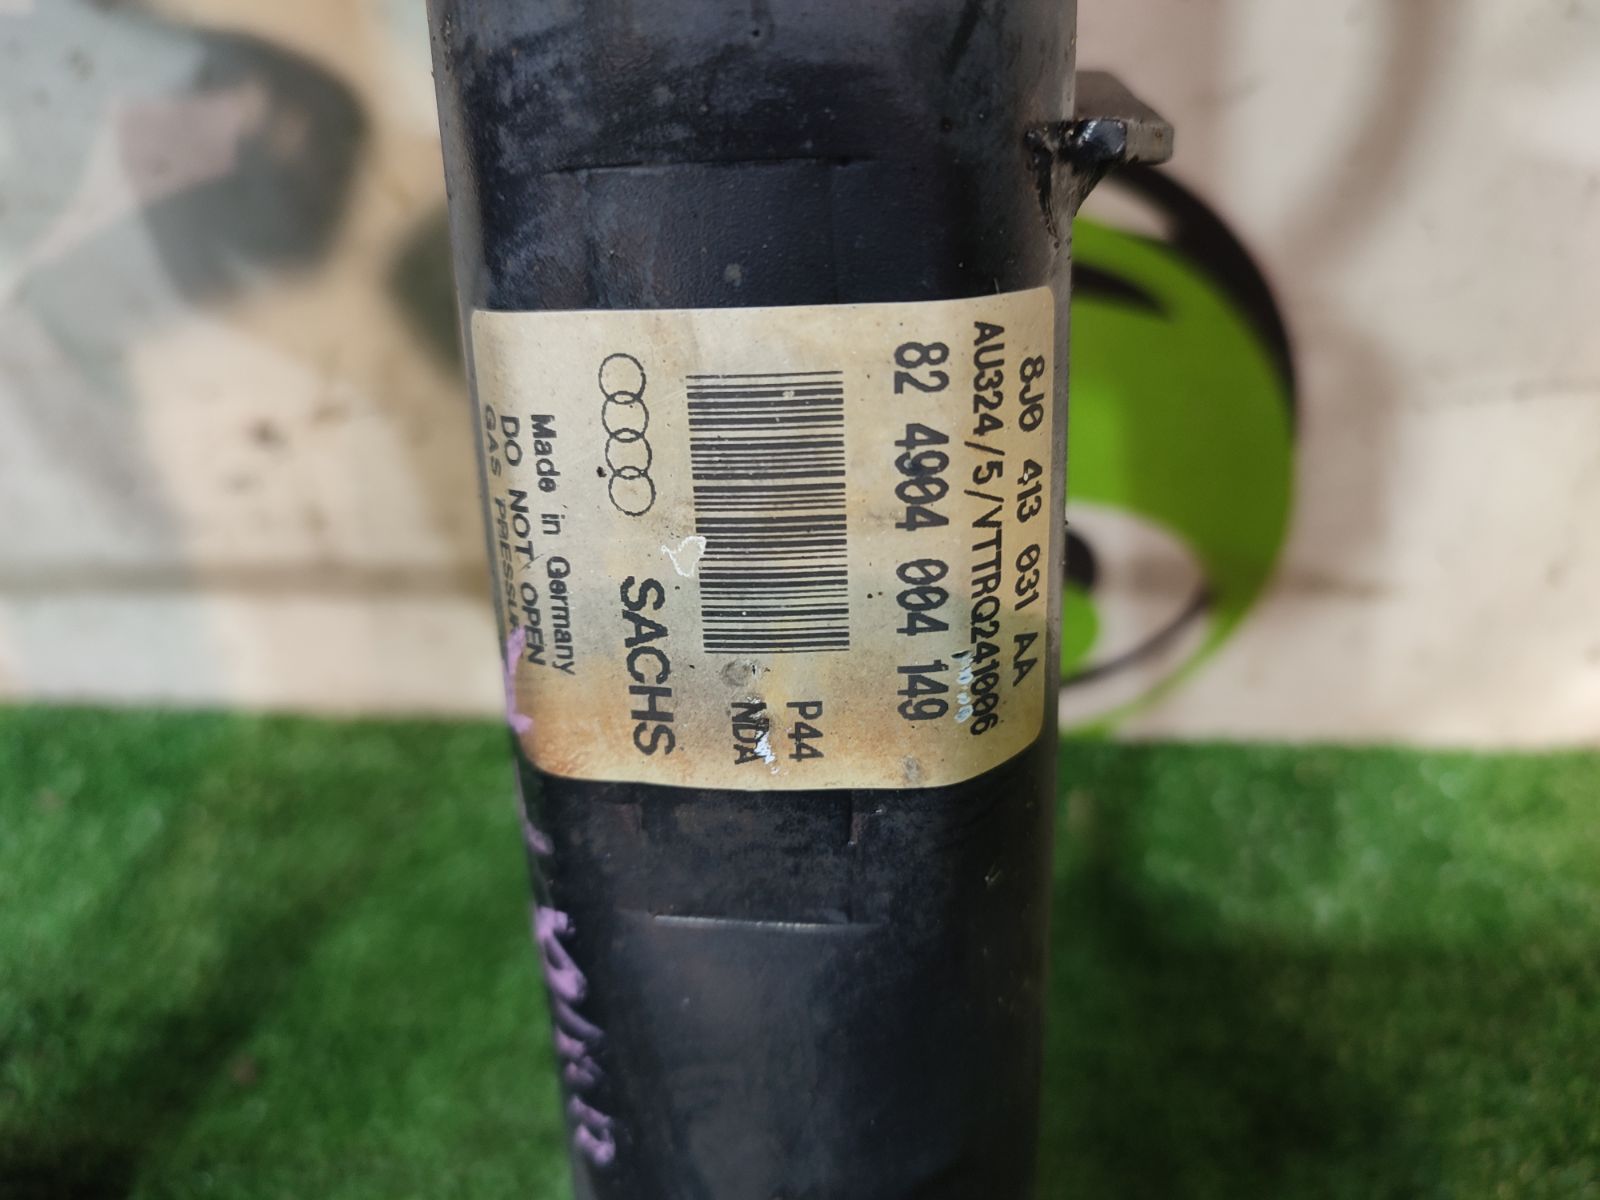 8J0 413 031 AA
AU324/5/VTTRQ241006
82 4904 004 149
P44
NDA
SACHS
Made in Germany
DO NOT OPEN
GAS PRESSUR